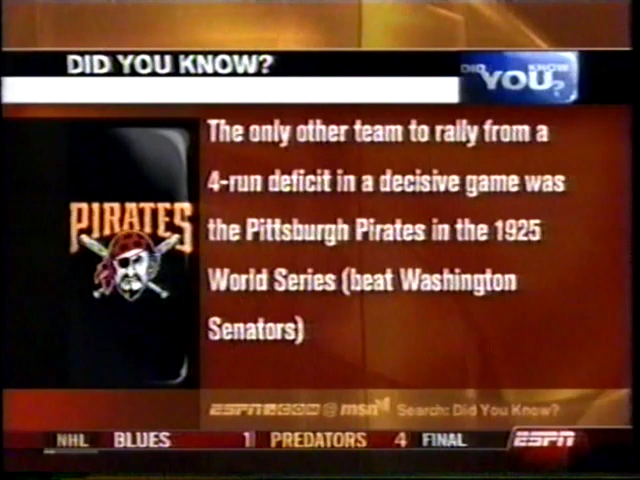 DID YOU KNOW?
DID YOU KNOW?
The only other team to rally from a
4-run deficit in a decisive game was
PIRATES
the Pittsburgh Pirates in the 1925
World Series (beat Washington
Senators)
ESPN.COM @ msn Search: Did You Know?
NHL BLUES 1 PREDATORS 4 FINAL ESPN